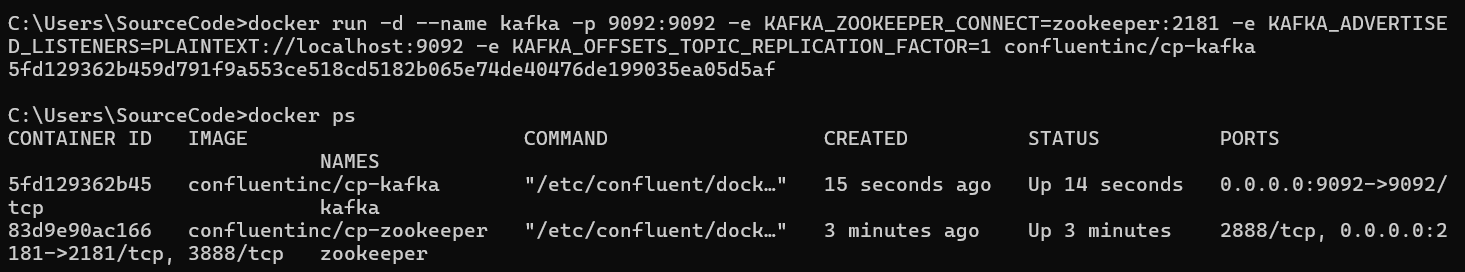 C:\Users\SourceCode>docker run -d --name kafka -p 9092:9092 -e KAFKA_ZOOKEEPER_CONNECT=zookeeper:2181 -e KAFKA_ADVERTISE
D_LISTENERS=PLAINTEXT://localhost:9092 -e KAFKA_OFFSETS_TOPIC_REPLICATION_FACTOR=1 confluentinc/cp-kafka
5fd129362b459d791f9a553ce518cd5182b065e74de40476de199035ea05d5af
C:\Users\SourceCode>docker ps
CONTAINER ID   IMAGE                       COMMAND                  CREATED          STATUS          PORTS
                          NAMES
5fd129362b45   confluentinc/cp-kafka       "/etc/confluent/dock…"   15 seconds ago   Up 14 seconds   0.0.0.0:9092->9092/
tcp                       kafka
83d9e90ac166   confluentinc/cp-zookeeper   "/etc/confluent/dock…"   3 minutes ago    Up 3 minutes    2888/tcp, 0.0.0.0:2
181->2181/tcp, 3888/tcp   zookeeper